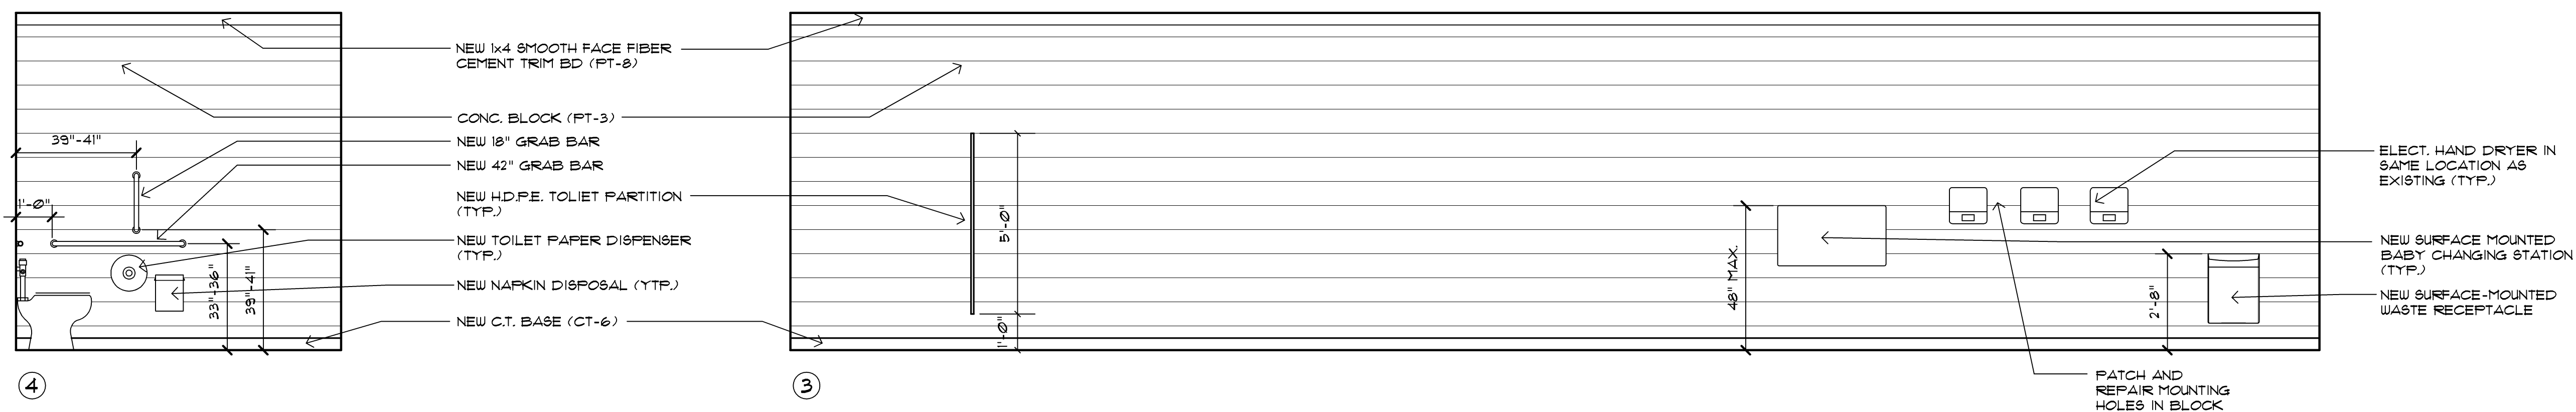 NEW 1x4 SMOOTH FACE FIBER
CEMENT TRIM BD (PT-8)
CONC. BLOCK (PT-3)
NEW 18" GRAB BAR
NEW 42" GRAB BAR
NEW H.D.P.E. TOLIET PARTITION
(TYP.)
NEW TOILET PAPER DISPENSER
(TYP.)
NEW NAPKIN DISPOSAL (YTP.)
NEW C.T. BASE (CT-6)
39"-41"
1'-0"
33"-36"
39"-41"
4
5'-0"
1'-0"
48" MAX.
2'-8"
3
ELECT. HAND DRYER IN
SAME LOCATION AS
EXISTING (TYP.)
NEW SURFACE MOUNTED
BABY CHANGING STATION
(TYP.)
NEW SURFACE-MOUNTED
WASTE RECEPTACLE
PATCH AND
REPAIR MOUNTING
HOLES IN BLOCK